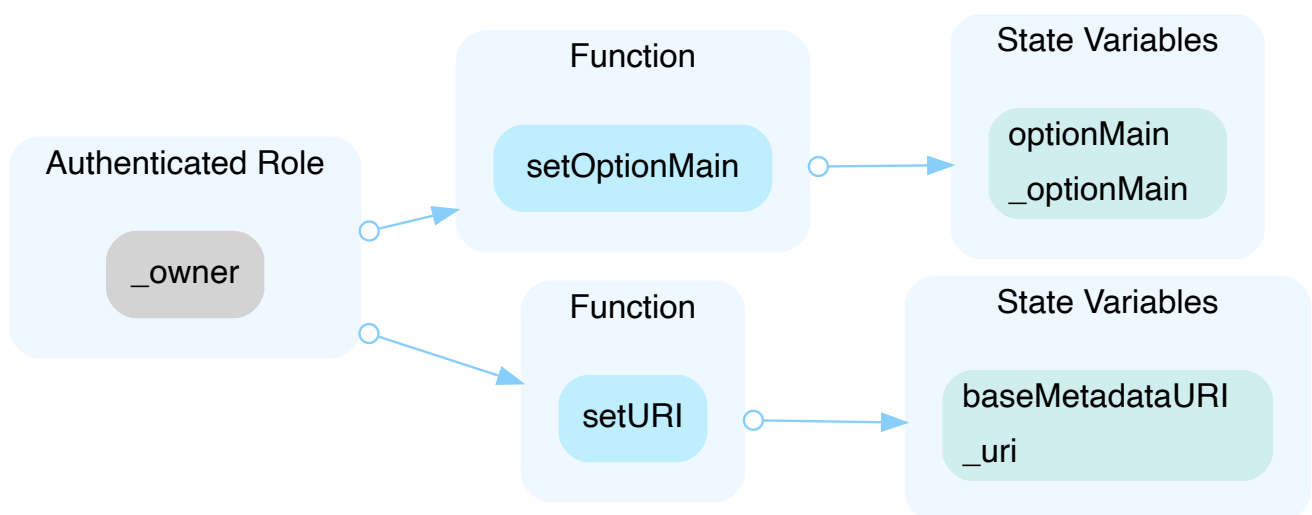 Authenticated Role
_owner
Function
setOptionMain
State Variables
optionMain
_optionMain
Function
setURI
State Variables
baseMetadataURI
_uri